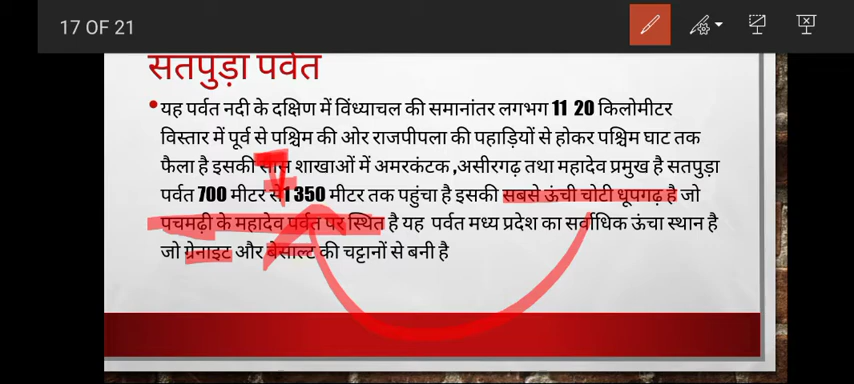 17 OF 21
सतपुड़ा पर्वत
• यह पर्वत नदी के दक्षिण में विंध्याचल की समानांतर लगभग 11 20 किलोमीटर
विस्तार में पूर्व से पश्चिम की ओर राजपीपला की पहाड़ियों से होकर पश्चिम घाट तक
फैला है इसकी शाखाओं में अमरकंटक ,असीरगढ़ तथा महादेव प्रमुख है सतपुड़ा
पर्वत 700 मीटर से1 350 मीटर तक पहुंचा है इसकी सबसे ऊंची चोटी धूपगढ़ है जो
पचमढ़ी के महादेव पर्वत पर स्थित है यह पर्वत मध्य प्रदेश का सर्वाधिक ऊंचा स्थान है
जो ग्रेनाइट और बेसाल्ट की चट्टानों से बनी है